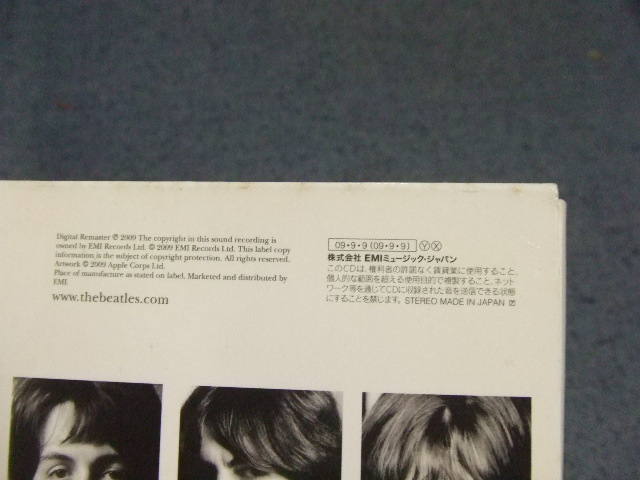 Digital Remaster ℗ 2009 The copyright in this sound recording is
owned by EMI Records Ltd. © 2009 EMI Records Ltd. This label copy
information is the subject of copyright protection. All rights reserved.
Artwork © 2009 Apple Corps Ltd.
Place of manufacture as stated on label. Marketed and distributed by
EMI.
www.thebeatles.com
09・9・9 (09・9・9) Ⓨ Ⓧ
株式会社 EMIミュージック・ジャパン
このCDは、権利者の許諾なく賃貸業に使用すること、
個人的な範囲を超える使用目的で複製すること、ネット
ワーク等を通じてCDに収録された音を送信できる状態
にすることを禁じます。 STEREO MADE IN JAPAN